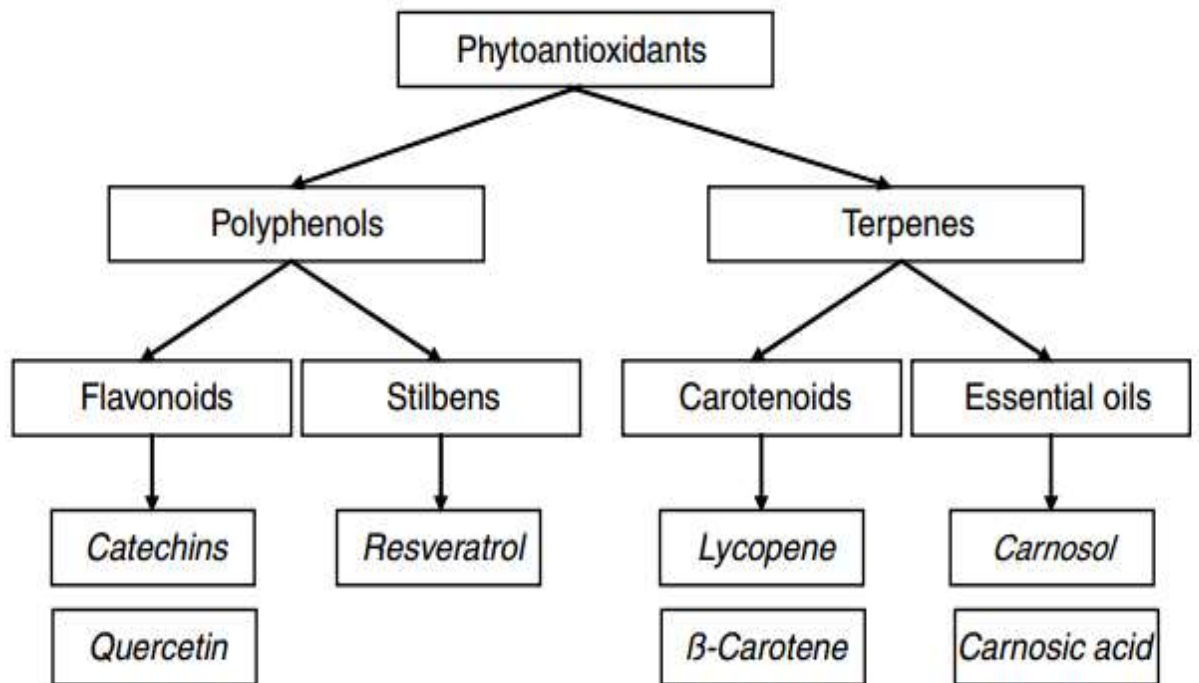 Phytoantioxidants
Polyphenols
Terpenes
Flavonoids
Stilbens
Carotenoids
Essential oils
Catechins
Resveratrol
Lycopene
Carnosol
Quercetin
ß-Carotene
Carnosic acid